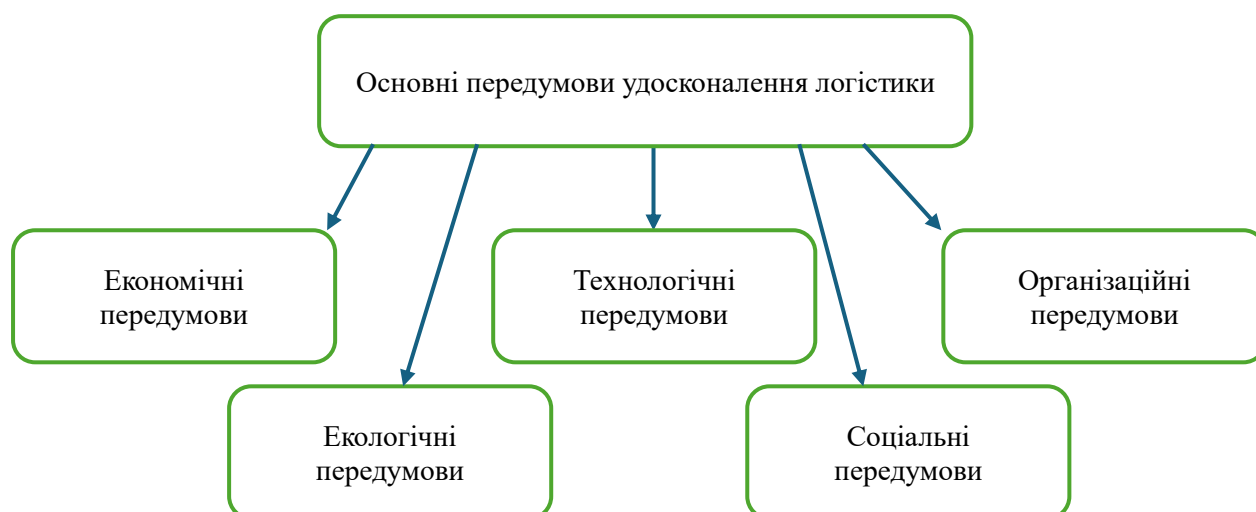 Основні передумови удосконалення логістики
Економічні
передумови
Технологічні
передумови
Організаційні
передумови
Екологічні
передумови
Соціальні
передумови